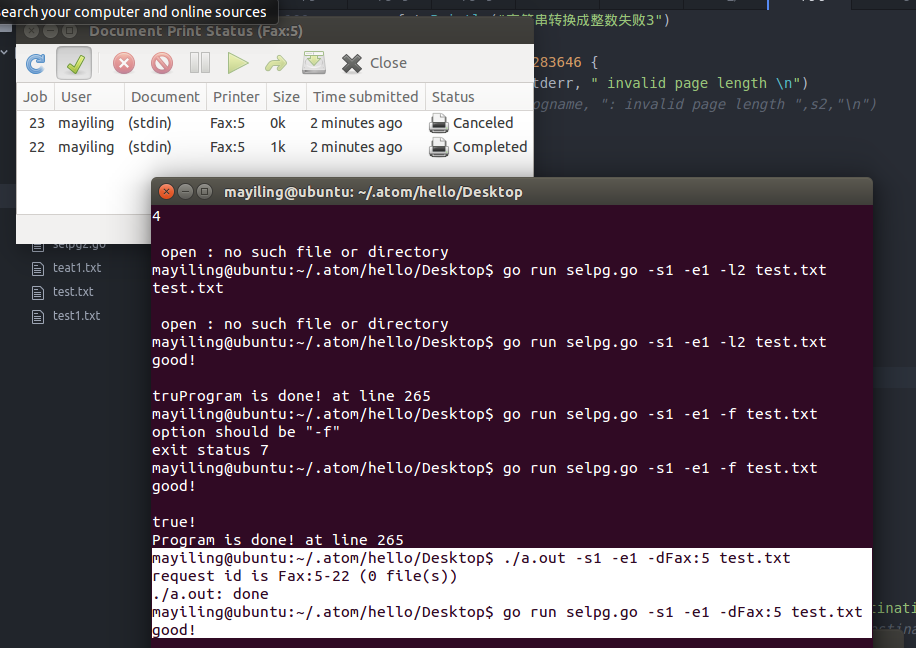 earch your computer and online sources
Document Print Status (Fax:5)
字符串转换成整数失败3")
Close
283646 {
tderr, " invalid page length \n")
ogname, ": invalid page length ",s2,"\n")
Job User Document Printer Size Time submitted Status
23 mayiling (stdin) Fax:5 0k 2 minutes ago Canceled
22 mayiling (stdin) Fax:5 1k 2 minutes ago Completed
selpg2.go
teat1.txt
test.txt
test1.txt
mayiling@ubuntu: ~/.atom/hello/Desktop
4
open : no such file or directory
mayiling@ubuntu:~/.atom/hello/Desktop$ go run selpg.go -s1 -e1 -l2 test.txt
test.txt
open : no such file or directory
mayiling@ubuntu:~/.atom/hello/Desktop$ go run selpg.go -s1 -e1 -l2 test.txt
good!
truProgram is done! at line 265
mayiling@ubuntu:~/.atom/hello/Desktop$ go run selpg.go -s1 -e1 -f test.txt
option should be "-f"
exit status 7
mayiling@ubuntu:~/.atom/hello/Desktop$ go run selpg.go -s1 -e1 -f test.txt
good!
true!
Program is done! at line 265
mayiling@ubuntu:~/.atom/hello/Desktop$ ./a.out -s1 -e1 -dFax:5 test.txt
request id is Fax:5-22 (0 file(s))
./a.out: done
mayiling@ubuntu:~/.atom/hello/Desktop$ go run selpg.go -s1 -e1 -dFax:5 test.txt
good!
tinati